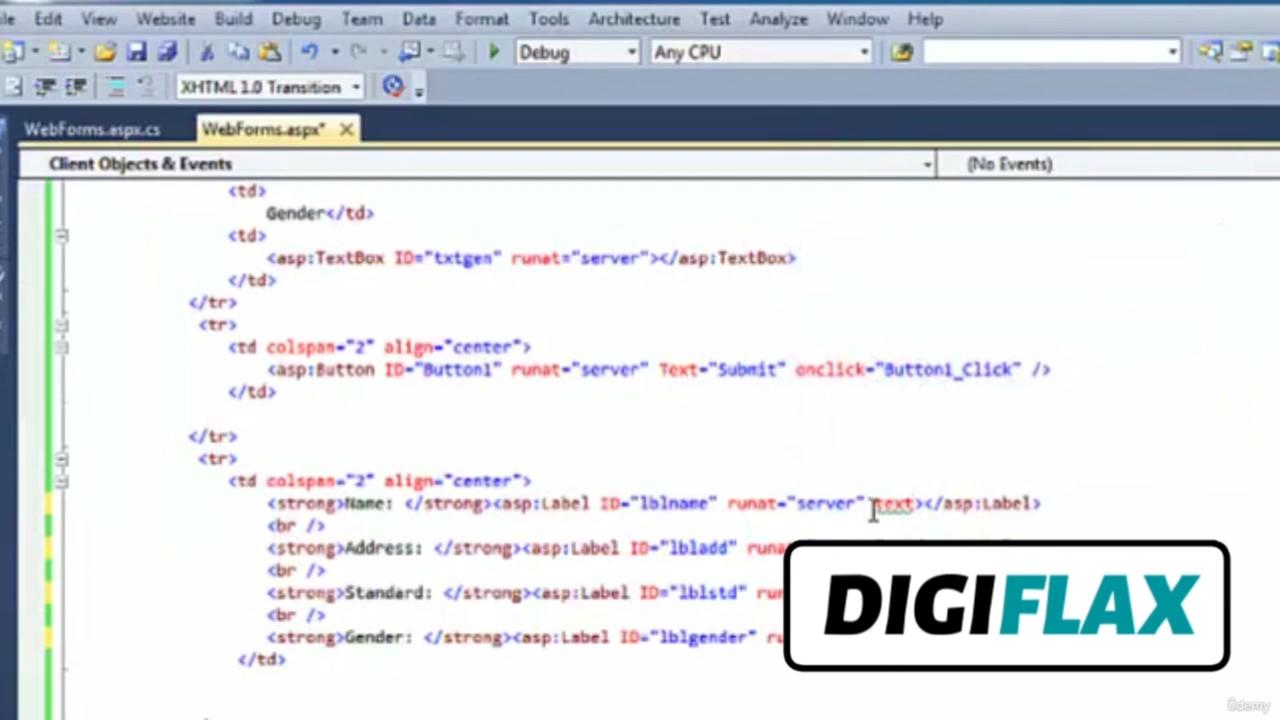 Edit View Website Build Debug Team Data Format Tools Architecture Test Analyze Window Help
Debug Any CPU
XHTML 1.0 Transition
WebForms.aspx.cs WebForms.aspx*
Client Objects & Events (No Events)
<td>
Gender</td>
<td>
<asp:TextBox ID="txtgen" runat="server"></asp:TextBox>
</td>
</tr>
<tr>
<td colspan="2" align="center">
<asp:Button ID="Button1" runat="server" Text="Submit" onclick="Button1_Click" />
</td>
</tr>
<tr>
<td colspan="2" align="center">
<strong>Name: </strong><asp:Label ID="lblname" runat="server" text></asp:Label>
<br />
<strong>Address: </strong><asp:Label ID="lbladd"
<br />
<strong>Standard: </strong><asp:Label ID="lblstd"
<br />
<strong>Gender: </strong><asp:Label ID="lblgender"
</td>
DIGIFLAX
Udemy